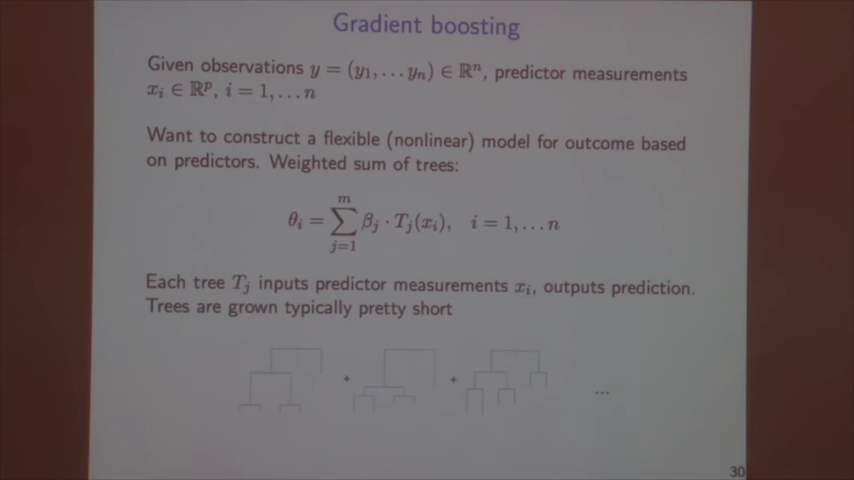 Gradient boosting
Given observations y = (y₁, … yₙ) ∈ ℝⁿ, predictor measurements
xᵢ ∈ ℝᵖ, i = 1, … n
Want to construct a flexible (nonlinear) model for outcome based
on predictors. Weighted sum of trees:
θᵢ = ∑ⱼ₌₁ᵐ βⱼ · Tⱼ(xᵢ), i = 1, … n
Each tree Tⱼ inputs predictor measurements xᵢ, outputs prediction.
Trees are grown typically pretty short
+ + ...
30